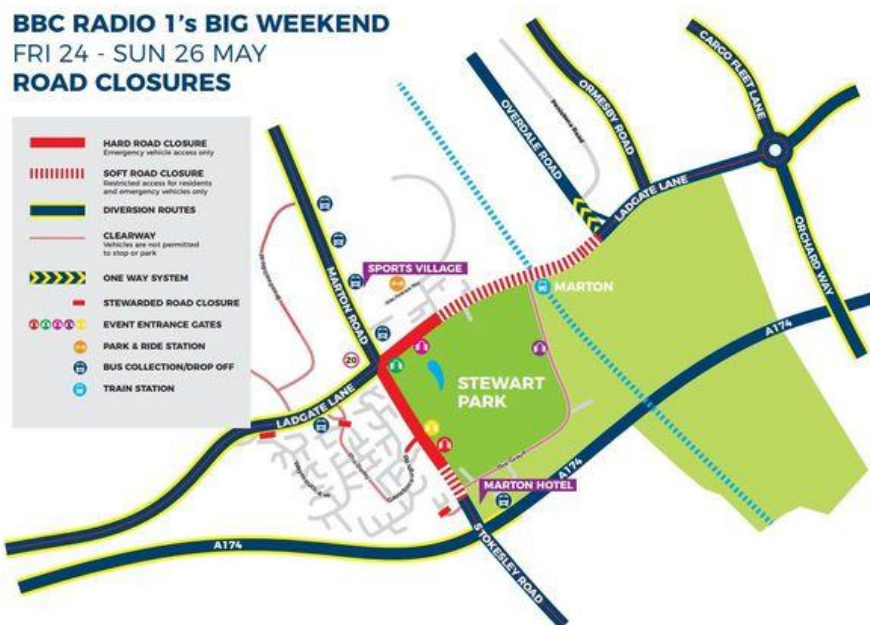 BBC RADIO 1's BIG WEEKEND
FRI 24 - SUN 26 MAY
ROAD CLOSURES
HARD ROAD CLOSURE
Emergency vehicle access only
SOFT ROAD CLOSURE
Restricted access for residents
and emergency vehicles only
DIVERSION ROUTES
CLEARWAY
Vehicles are not permitted
to stop or park
ONE WAY SYSTEM
STEWARDED ROAD CLOSURE
EVENT ENTRANCE GATES
PARK & RIDE STATION
BUS COLLECTION/DROP OFF
TRAIN STATION
CARGO FLEET LANE
ORMESBY ROAD
OVERDALE ROAD
LADGATE LANE
ORCHARD WAY
MARTON ROAD
SPORTS VILLAGE
MARTON
A174
20
STEWART
PARK
LADGATE LANE
The Grove
A174
MARTON HOTEL
A174
STOKESLEY ROAD